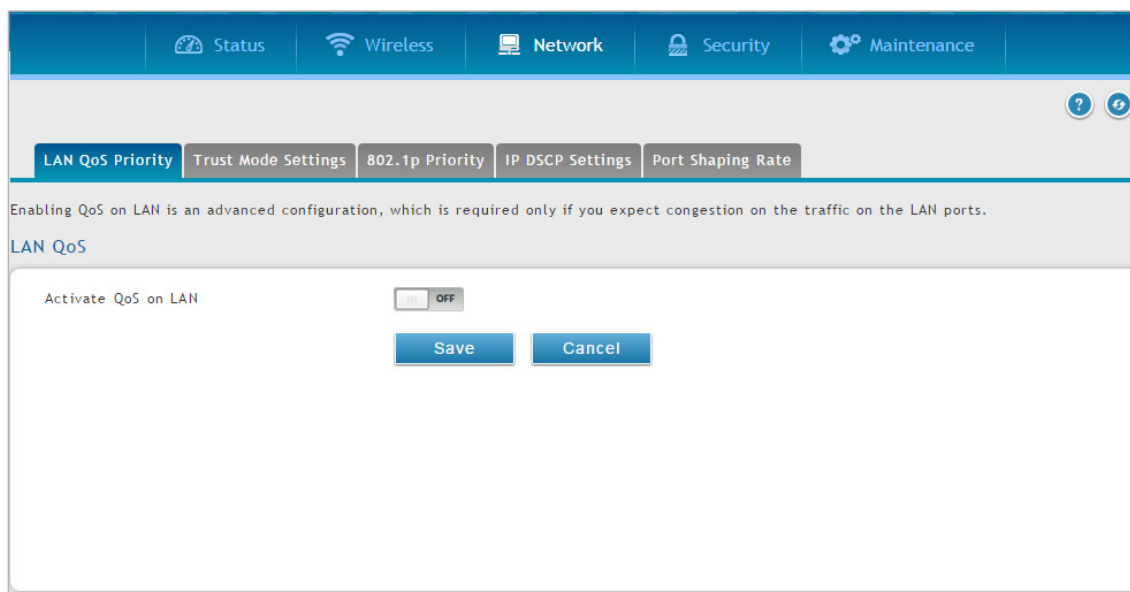 Status Wireless Network Security Maintenance
LAN QoS Priority Trust Mode Settings 802.1p Priority IP DSCP Settings Port Shaping Rate
Enabling QoS on LAN is an advanced configuration, which is required only if you expect congestion on the traffic on the LAN ports.
LAN QoS
Activate QoS on LAN OFF
Save Cancel